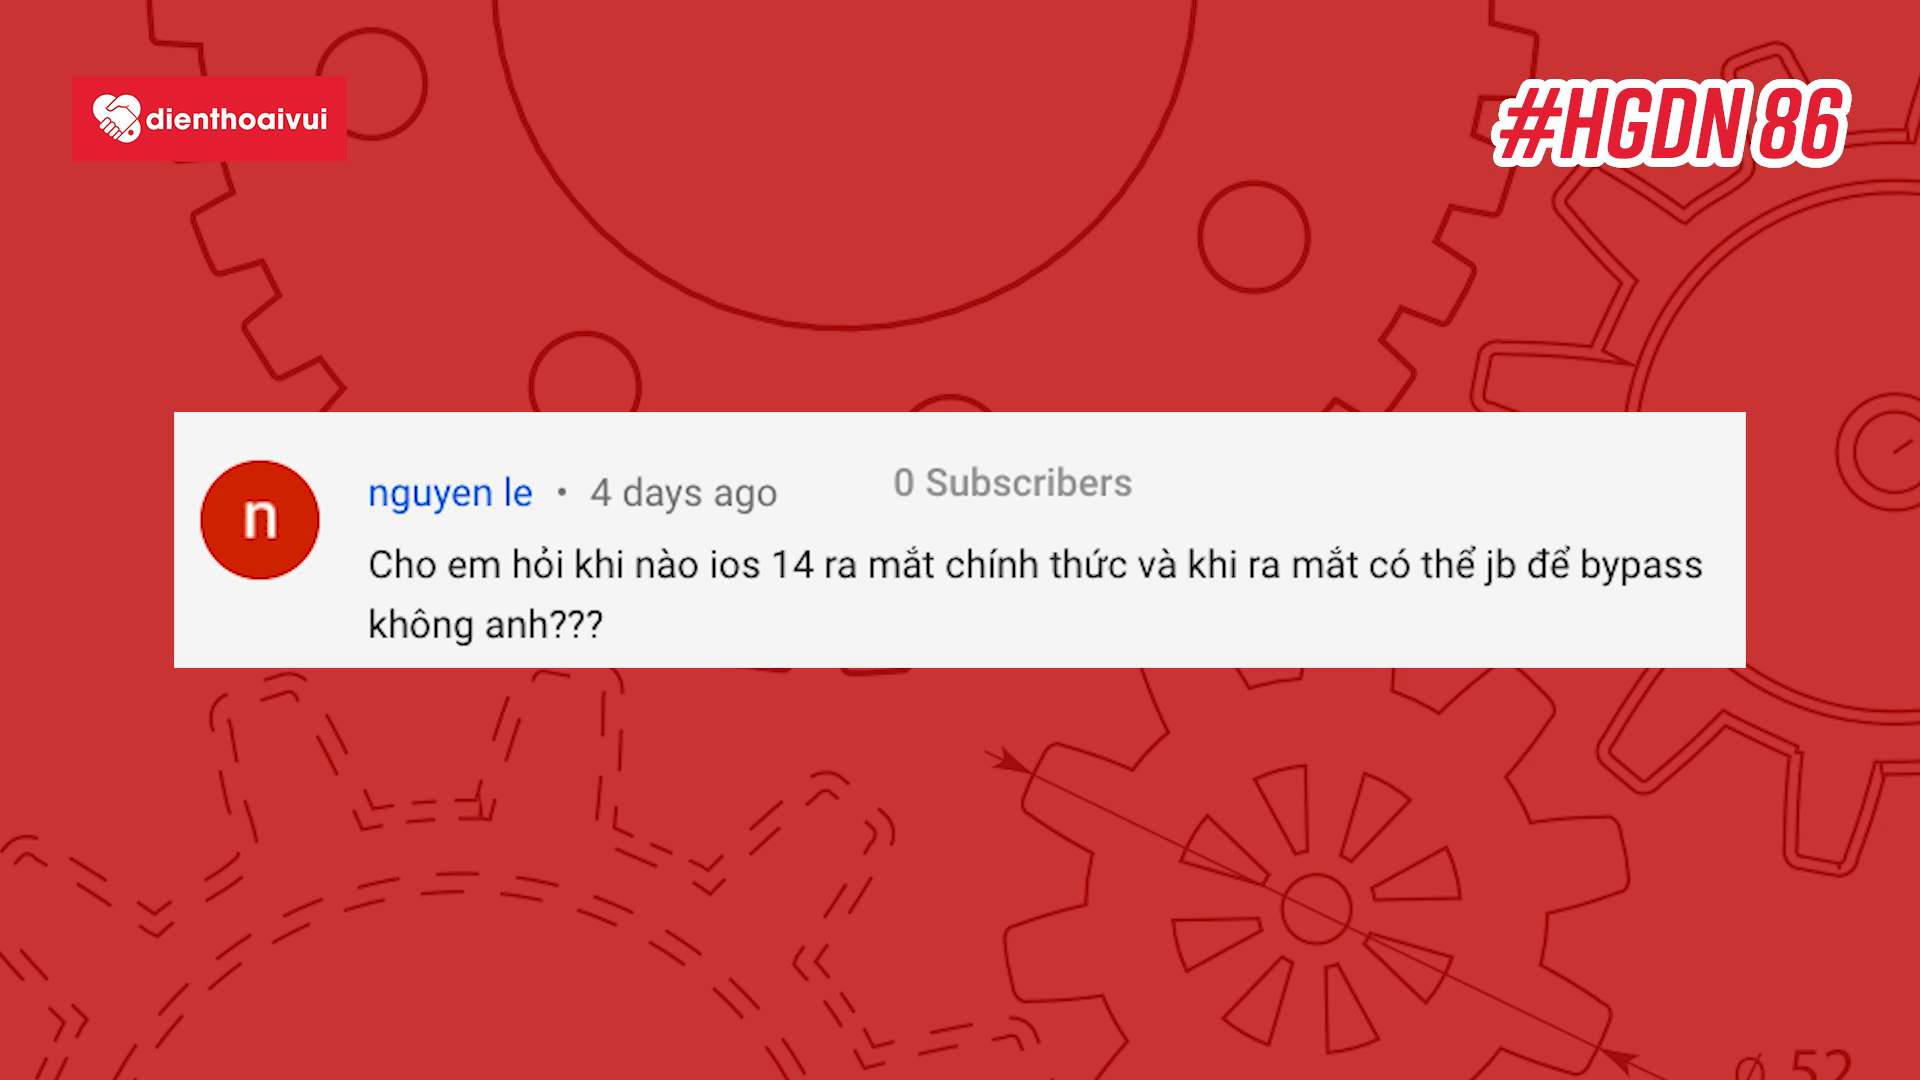 dienthoaivui
#HGDN 86
n
nguyen le • 4 days ago
0 Subscribers
Cho em hỏi khi nào ios 14 ra mắt chính thức và khi ra mắt có thể jb để bypass
không anh???
ø 52